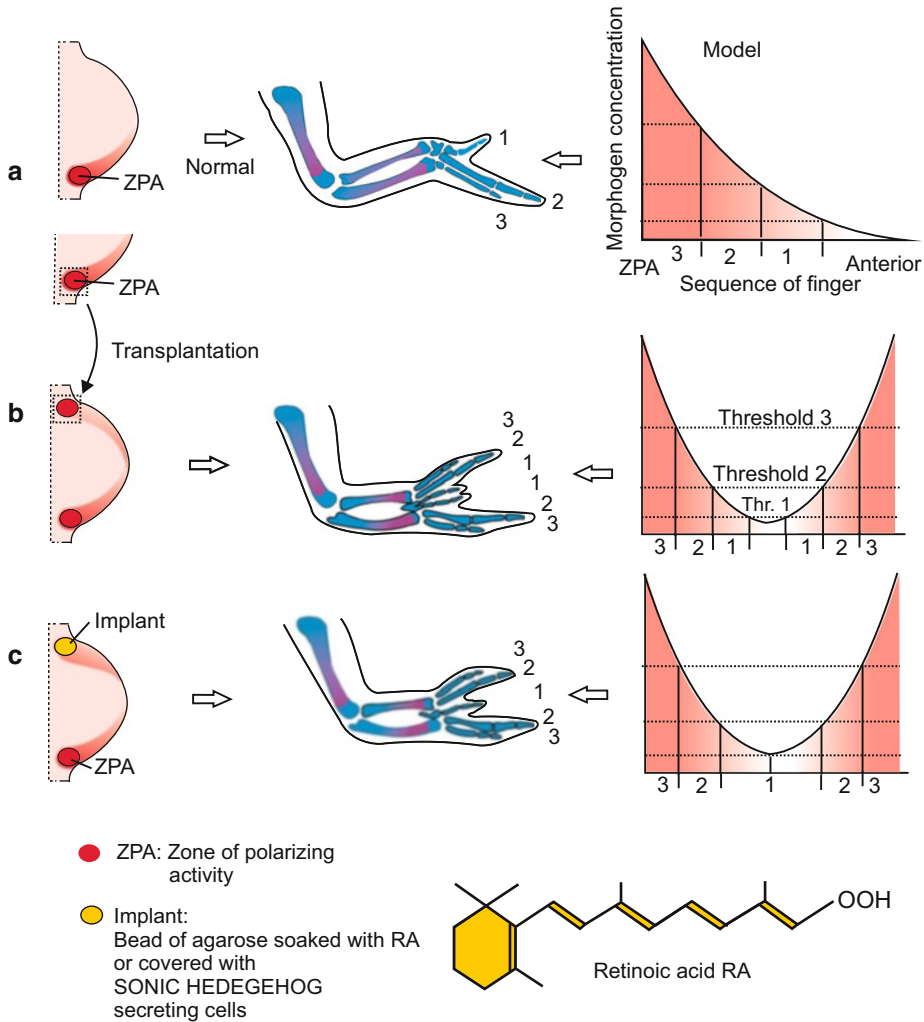 a
ZPA
Normal
1
2
3
Morphogen concentration
Model
ZPA
3 2 1
Anterior
Sequence of finger
ZPA
Transplantation
b
3
2
1
1
2
3
Threshold 3
Threshold 2
Thr. 1
3 2 1 1 2 3
c
Implant
ZPA
3
2
1
2
3
3 2 1 2 3
ZPA: Zone of polarizing
activity
Implant:
Bead of agarose soaked with RA
or covered with
SONIC HEDEGEHOG
secreting cells
OOH
Retinoic acid RA